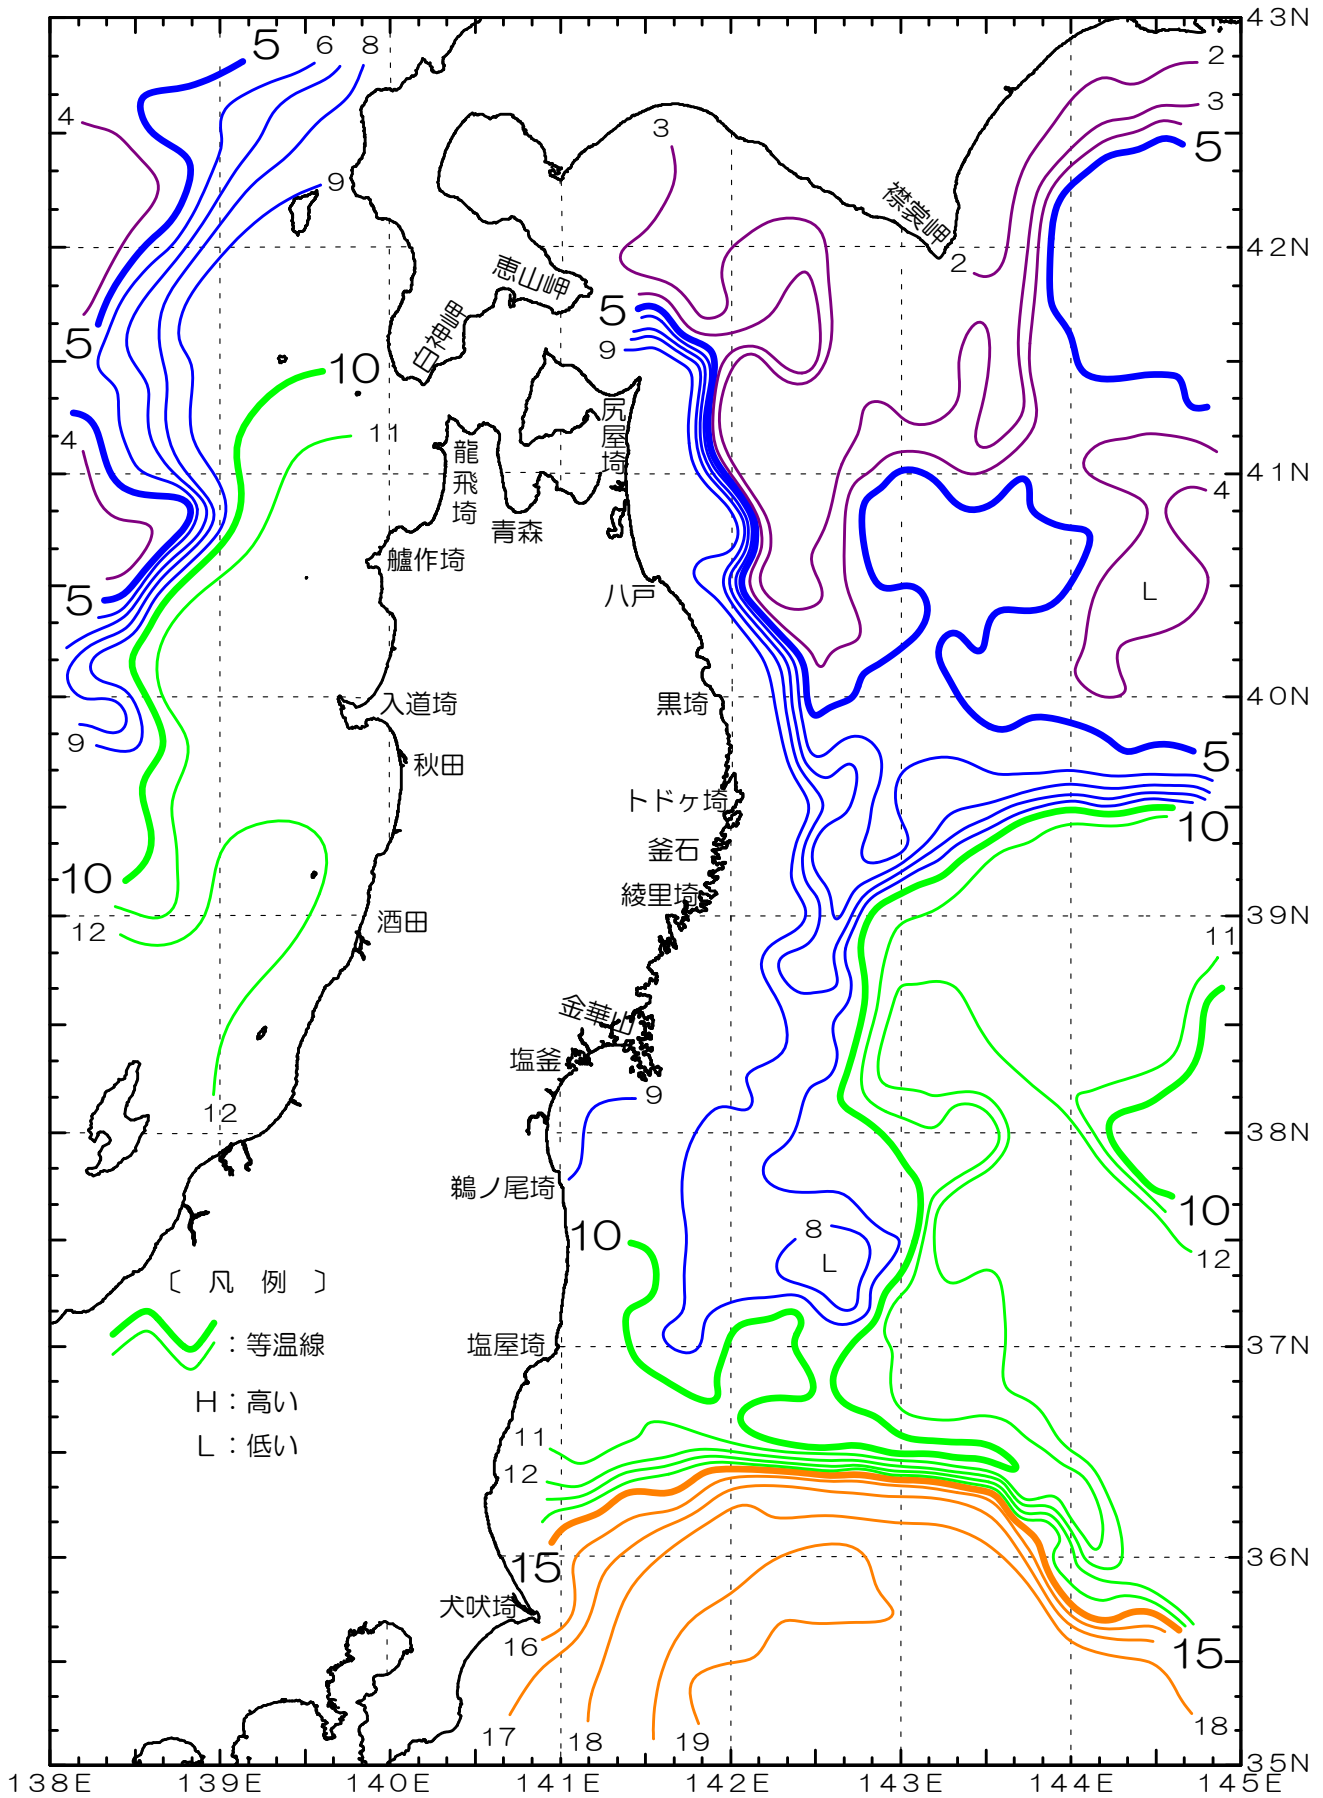 43N
5
6
8
2
4
3
3
5
9
襟裳岬
42N
2
恵山岬
5
5
白神岬
9
10
尻屋埼
11
4
龍飛埼
41N
4
青森
艫作埼
5
八戸
L
入道埼
黒埼
40N
9
秋田
5
トドヶ埼
10
釜石
10
綾里埼
酒田
39N
12
11
金華山
塩釜
9
12
38N
鵜ノ尾埼
10
10
8
12
L
〔 凡 例 〕
:等温線
塩屋埼
37N
H:高い
11
L:低い
12
15
36N
犬吠埼
16
15
17
18
19
18
35N
138E
139E
140E
141E
142E
143E
144E
145E